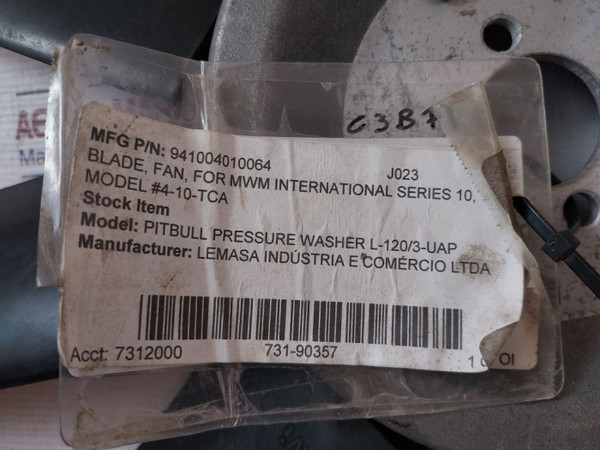 C3B7
MFG P/N: 941004010064
J023
BLADE, FAN, FOR MWM INTERNATIONAL SERIES 10,
MODEL #4-10-TCA
Stock Item
Model: PITBULL PRESSURE WASHER L-120/3-UAP
Manufacturer: LEMASA INDÚSTRIA E COMÉRCIO LTDA
Acct: 7312000
731-90357